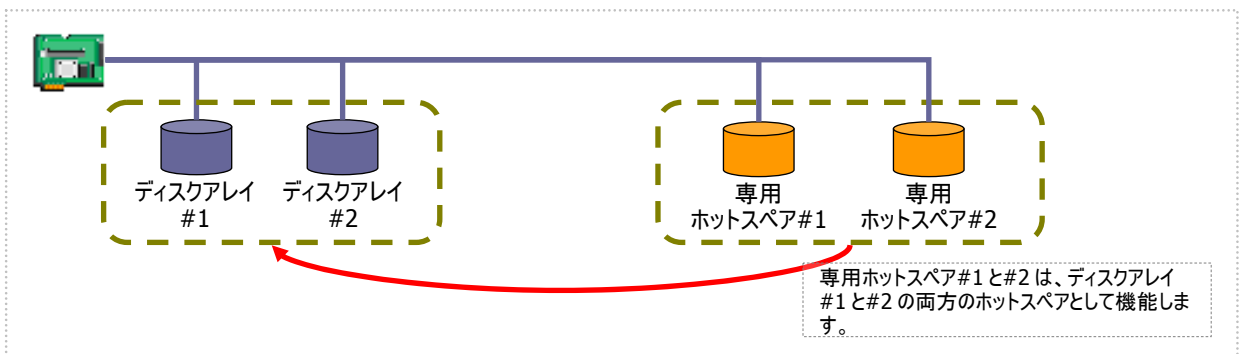 ディスクアレイ
#1
ディスクアレイ
#2
専用
ホットスペア#1
専用
ホットスペア#2
専用ホットスペア#1 と#2 は、ディスクアレイ
#1 と#2 の両方のホットスペアとして機能しま
す。